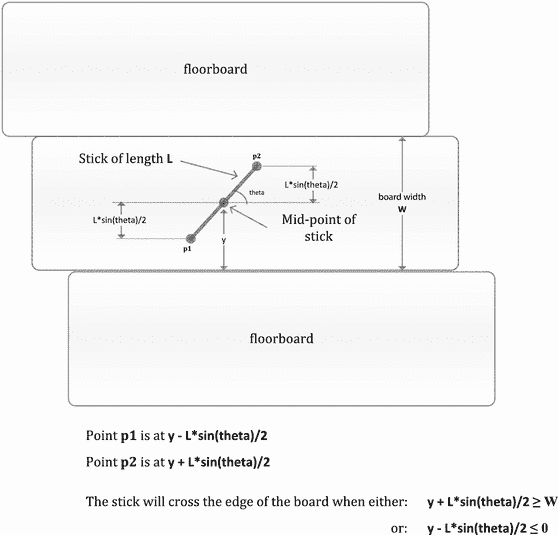 floorboard
p2
Stick of length L
L*sin(theta)/2
theta
board width
W
L*sin(theta)/2
Mid-point of
stick
p1
y
floorboard
Point p1 is at y - L*sin(theta)/2
Point p2 is at y + L*sin(theta)/2
The stick will cross the edge of the board when either: y + L*sin(theta)/2 ≥ W
or: y - L*sin(theta)/2 ≤ 0